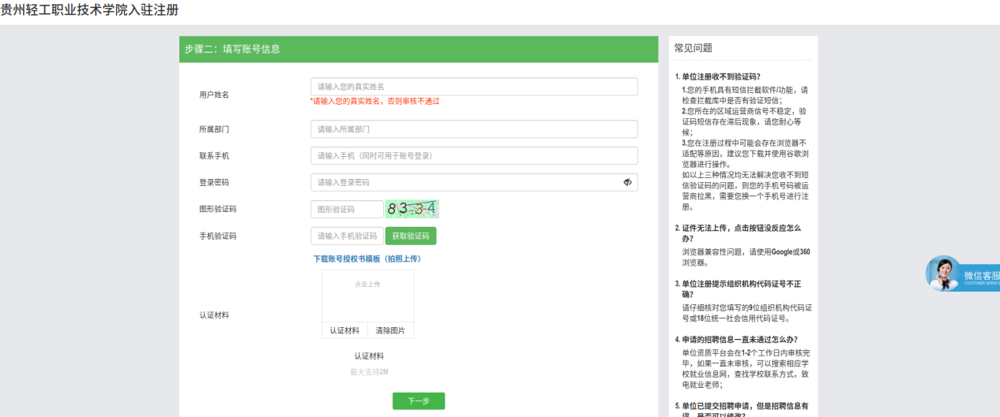 贵州轻工职业技术学院入驻注册
步骤二：填写账号信息
用户姓名
请输入您的真实姓名
*请输入您的真实姓名，否则审核不通过
所属部门
请输入所属部门
联系手机
请输入手机（同时可用于账号登录）
登录密码
请输入登录密码
图形验证码
图形验证码
8334
手机验证码
请输入手机验证码
获取验证码
下载账号授权书模板（拍照上传）
点击上传
认证材料
认证材料
清除图片
认证材料
最大支持2M
下一步
常见问题
1. 单位注册收不到验证码？
1.您的手机具有短信拦截软件/功能，请
检查拦截库中是否有验证短信；
2.您所在的区域运营商信号不稳定，验
证码短信存在滞后现象，请您耐心等
候；
3.您在注册过程中可能会存在浏览器不
适配等原因，建议您下载并使用谷歌浏
览器进行操作。
如以上三种情况均无法解决您收不到短
信验证码的问题，则您的手机号码被运
营商拉黑，需要您换一个手机号进行注
册。
2. 证件无法上传，点击按钮没反应怎么
办？
浏览器兼容性问题，请使用Google或360
浏览器。
3. 单位注册提示组织机构代码证号不正
确？
请仔细核对您填写的9位组织机构代码证
号或18位统一社会信用代码证号。
4. 申请的招聘信息一直未通过怎么办？
单位资质平台会在1-2个工作日内审核完
毕，如果一直未审核，可以搜索相应学
校就业信息网，查找学校联系方式，致
电就业老师；
5. 单位已提交招聘申请，但是招聘信息有
误，是否可以修改？
微信客服
CUSTOMER SERVICE